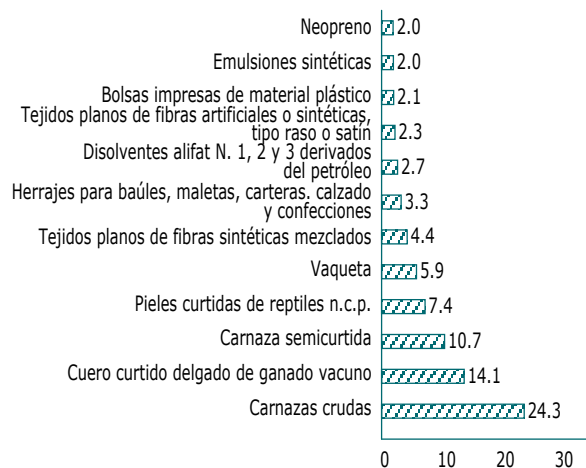 Neopreno 2.0
Emulsiones sintéticas 2.0
Bolsas impresas de material plástico 2.1
Tejidos planos de fibras artificiales o sintéticas,
tipo raso o satín 2.3
Disolventes alifat N. 1, 2 y 3 derivados
del petróleo 2.7
Herrajes para baúles, maletas, carteras. calzado
y confecciones 3.3
Tejidos planos de fibras sintéticas mezclados 4.4
Vaqueta 5.9
Pieles curtidas de reptiles n.c.p. 7.4
Carnaza semicurtida 10.7
Cuero curtido delgado de ganado vacuno 14.1
Carnazas crudas 24.3
0 10 20 30